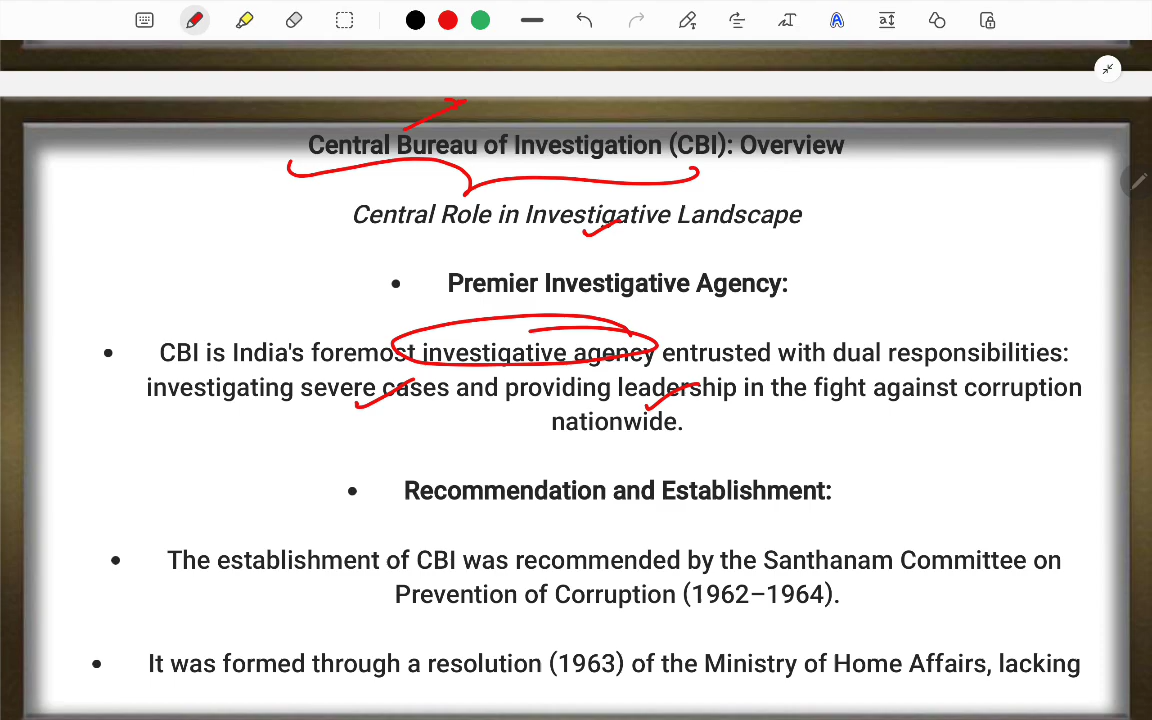 Central Bureau of Investigation (CBI): Overview
Central Role in Investigative Landscape
• Premier Investigative Agency:
• CBI is India's foremost investigative agency entrusted with dual responsibilities:
investigating severe cases and providing leadership in the fight against corruption
nationwide.
• Recommendation and Establishment:
• The establishment of CBI was recommended by the Santhanam Committee on
Prevention of Corruption (1962–1964).
• It was formed through a resolution (1963) of the Ministry of Home Affairs, lacking